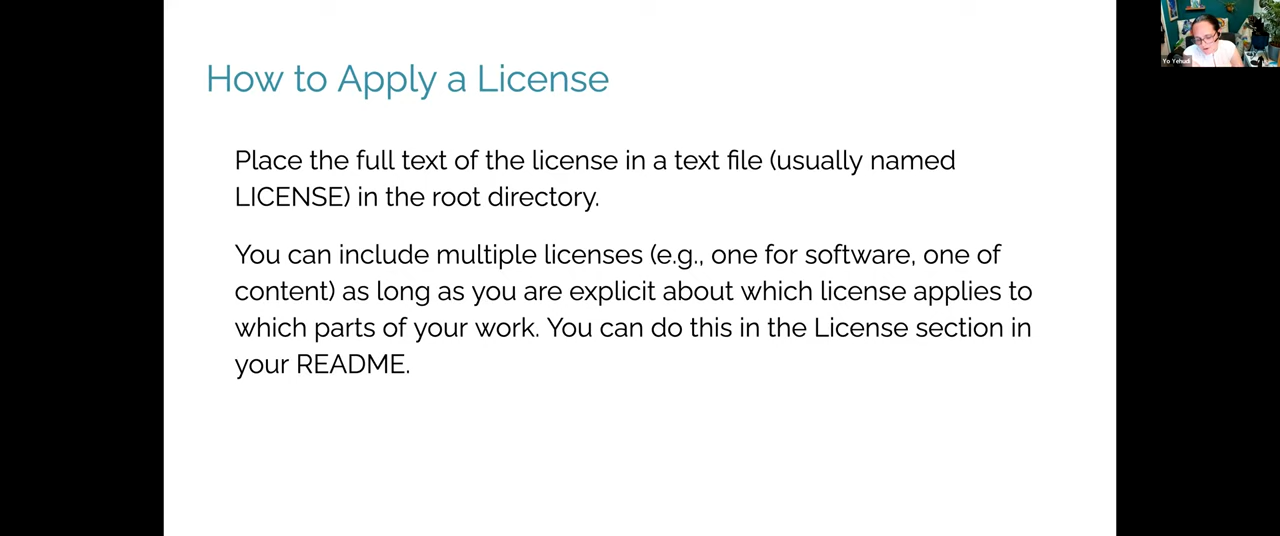 How to Apply a License
Place the full text of the license in a text file (usually named
LICENSE) in the root directory.
You can include multiple licenses (e.g., one for software, one of
content) as long as you are explicit about which license applies to
which parts of your work. You can do this in the License section in
your README.
Yo Yehudi